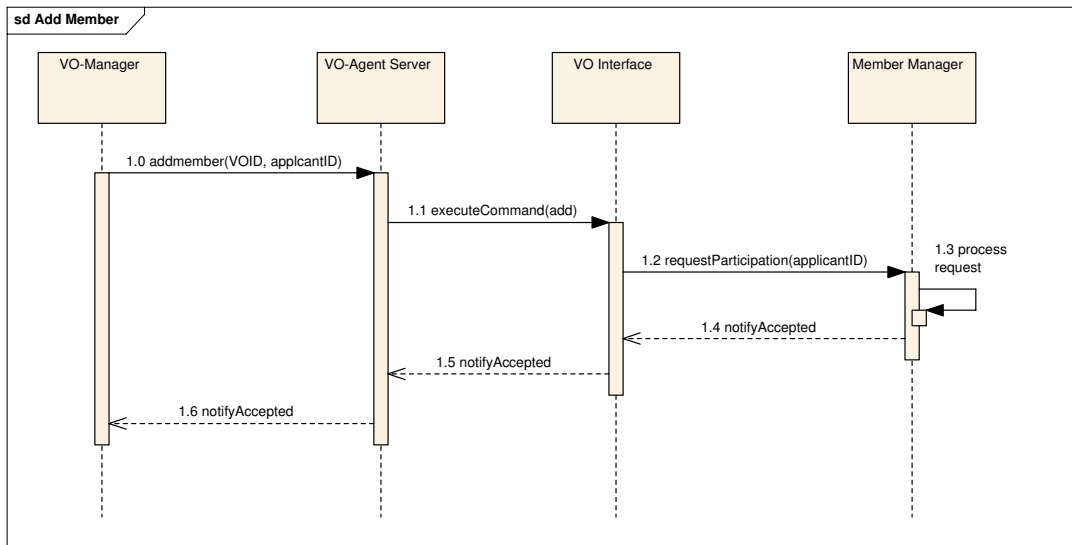 sd Add Member
VO-Manager
VO-Agent Server
VO Interface
Member Manager
1.0 addmember(VOID, applcantID)
1.1 executeCommand(add)
1.2 requestParticipation(applicantID)
1.3 process
request
1.4 notifyAccepted
1.5 notifyAccepted
1.6 notifyAccepted